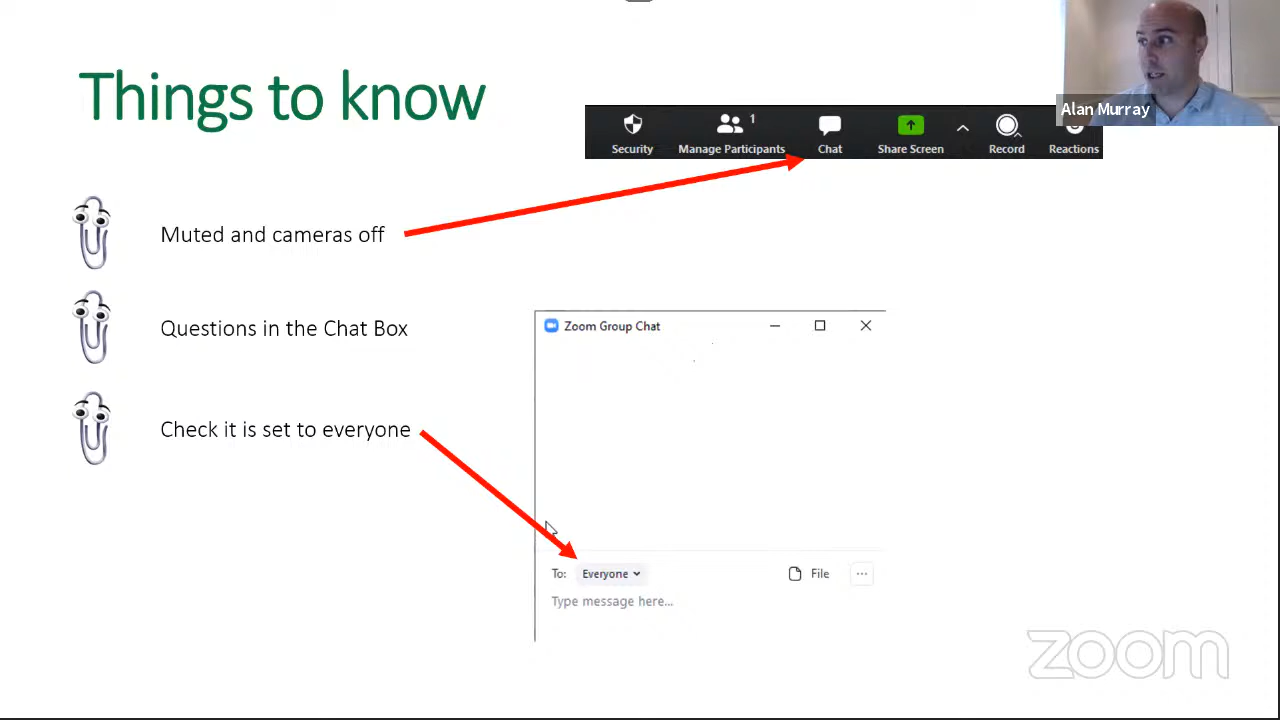 Things to know
Alan Murray
1
Security Manage Participants Chat Share Screen Record Reactions
Muted and cameras off
Questions in the Chat Box
Zoom Group Chat
Check it is set to everyone
To: Everyone File ...
Type message here...
zoom